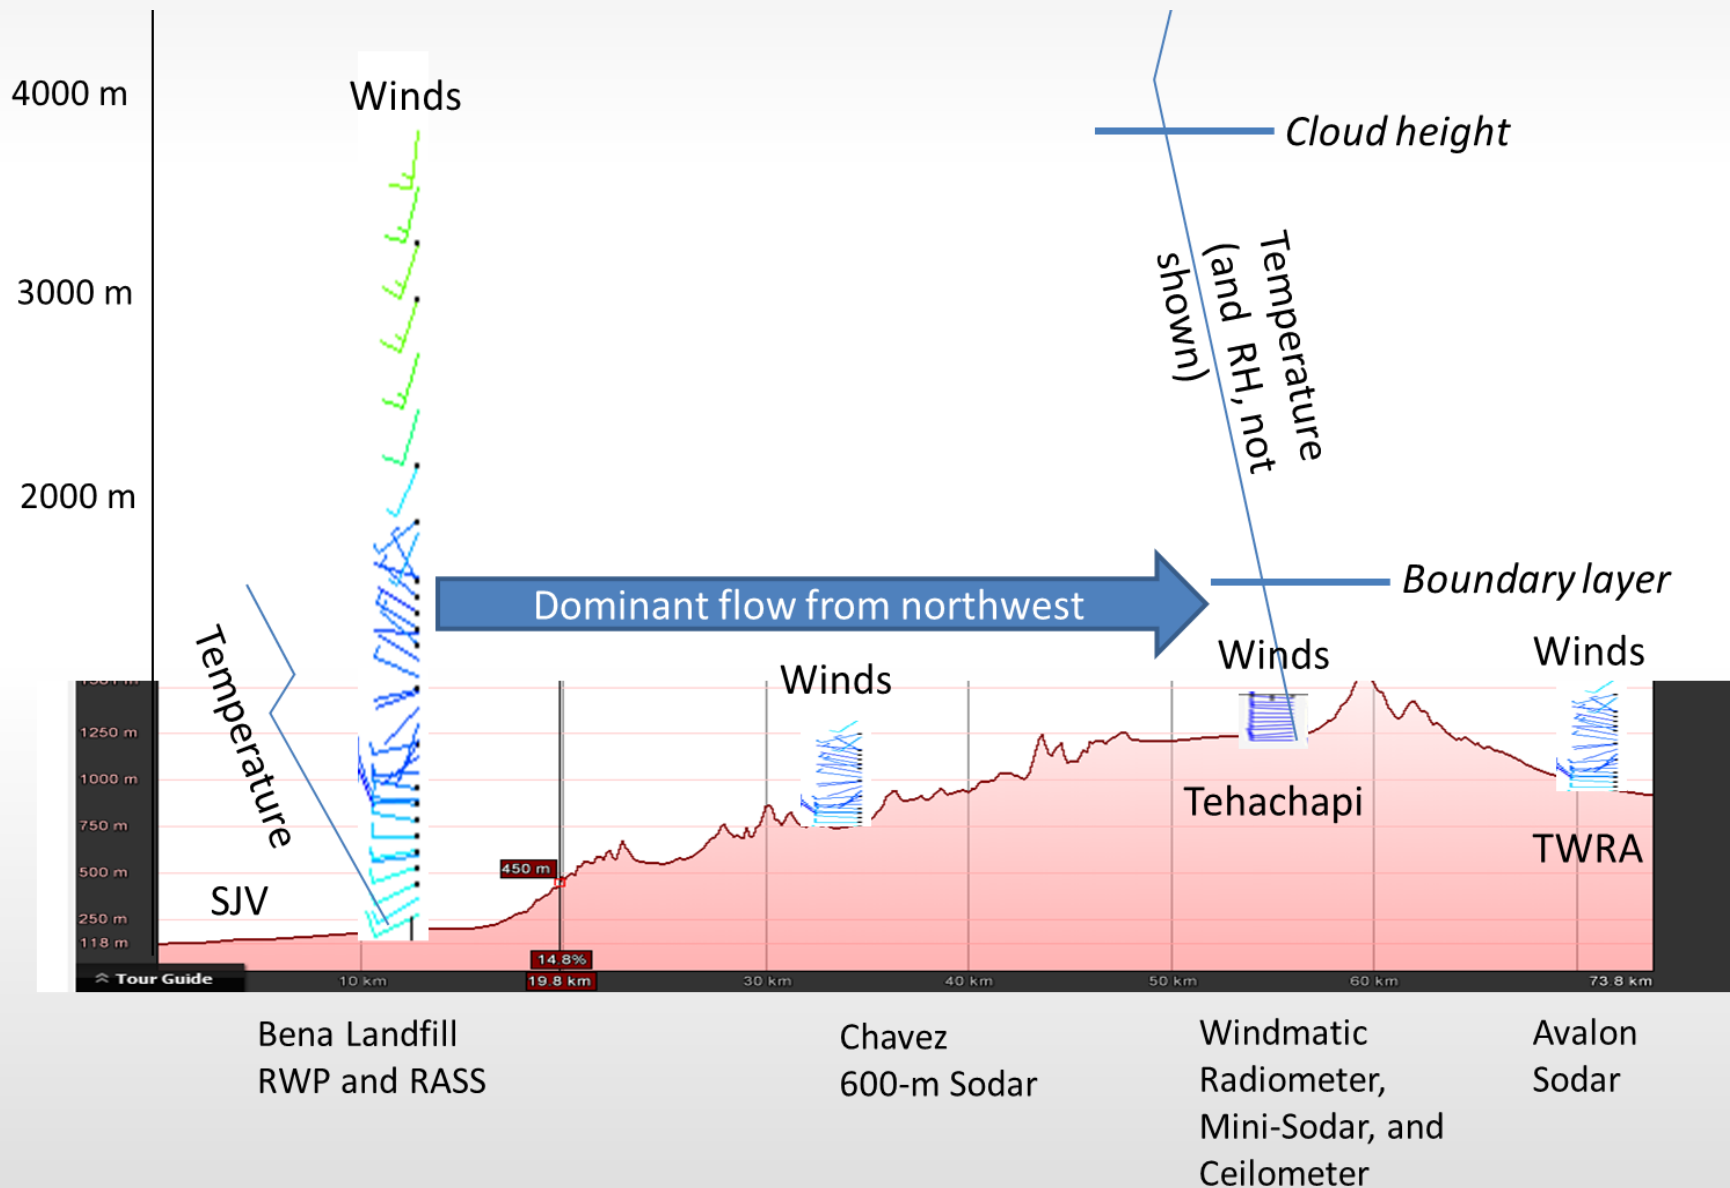 4000 m
Winds
Cloud height
3000 m
Temperature
(and RH, not
shown)
2000 m
Dominant flow from northwest
Boundary layer
Temperature
Winds
Winds
Winds
1250 m
1000 m
750 m
500 m
250 m
118 m
450 m
SJV
Tehachapi
TWRA
14.8%
Tour Guide
10 km
19.8 km
30 km
40 km
50 km
60 km
73.8 km
Bena Landfill
RWP and RASS
Chavez
600-m Sodar
Windmatic
Radiometer,
Mini-Sodar, and
Ceilometer
Avalon
Sodar